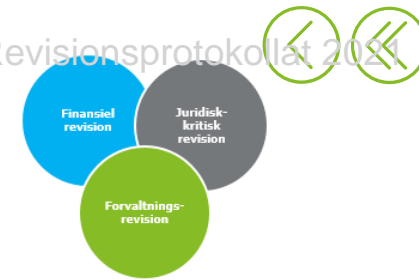 Revisionsprotokollat 2021
Finansiel
revision
Juridisk-
kritisk
revision
Forvaltnings-
revision